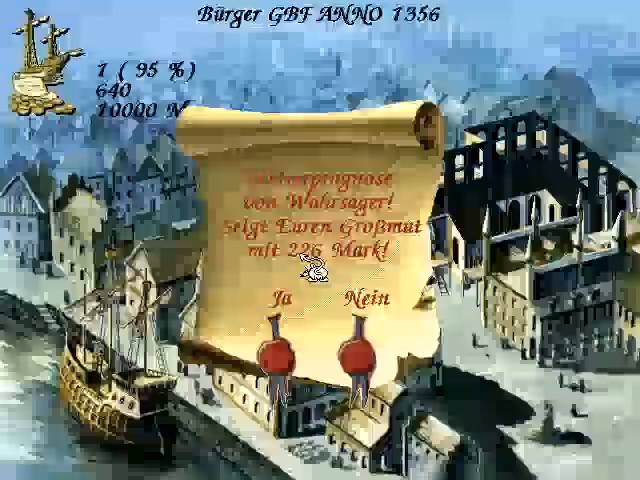 Bürger GBF ANNO 1356
1 ( 95 %)
640
10000 M
von Wahrsager!
Zeigt Euren Großmut
mit 226 Mark!
Ja Nein